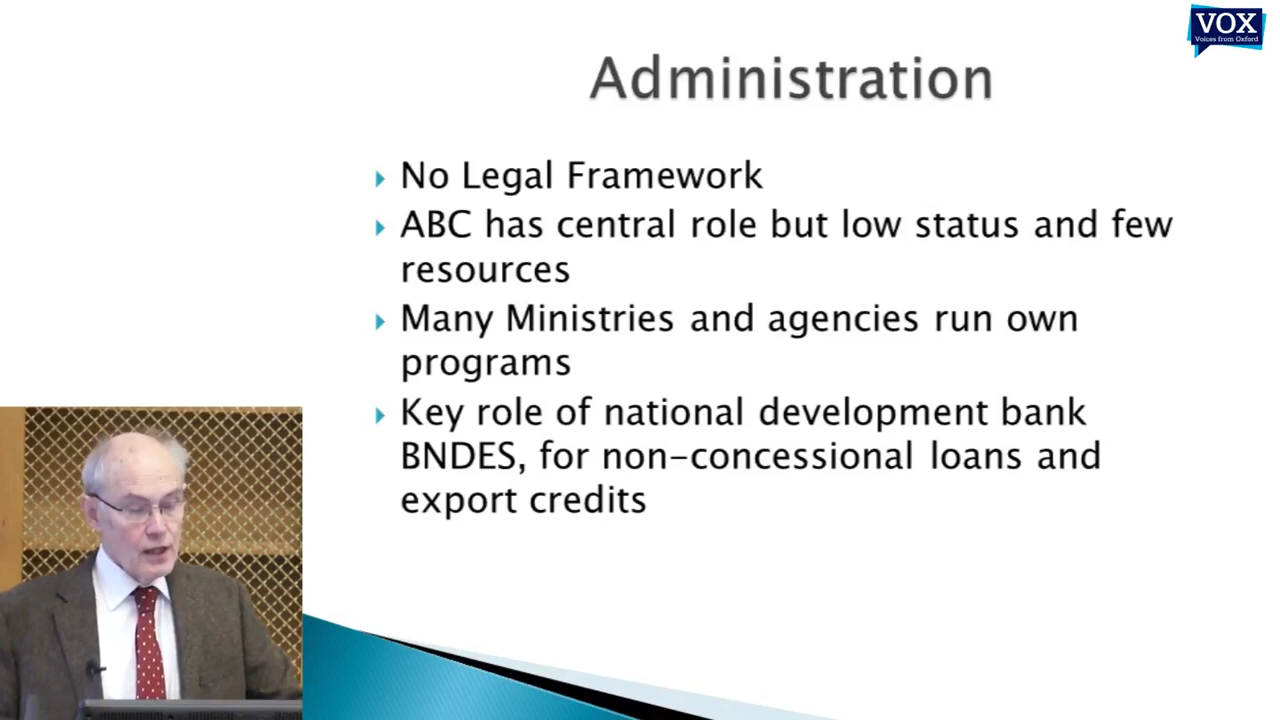 VOX
Voices from Oxford
Administration
No Legal Framework
ABC has central role but low status and few
resources
Many Ministries and agencies run own
programs
Key role of national development bank
BNDES, for non-concessional loans and
export credits